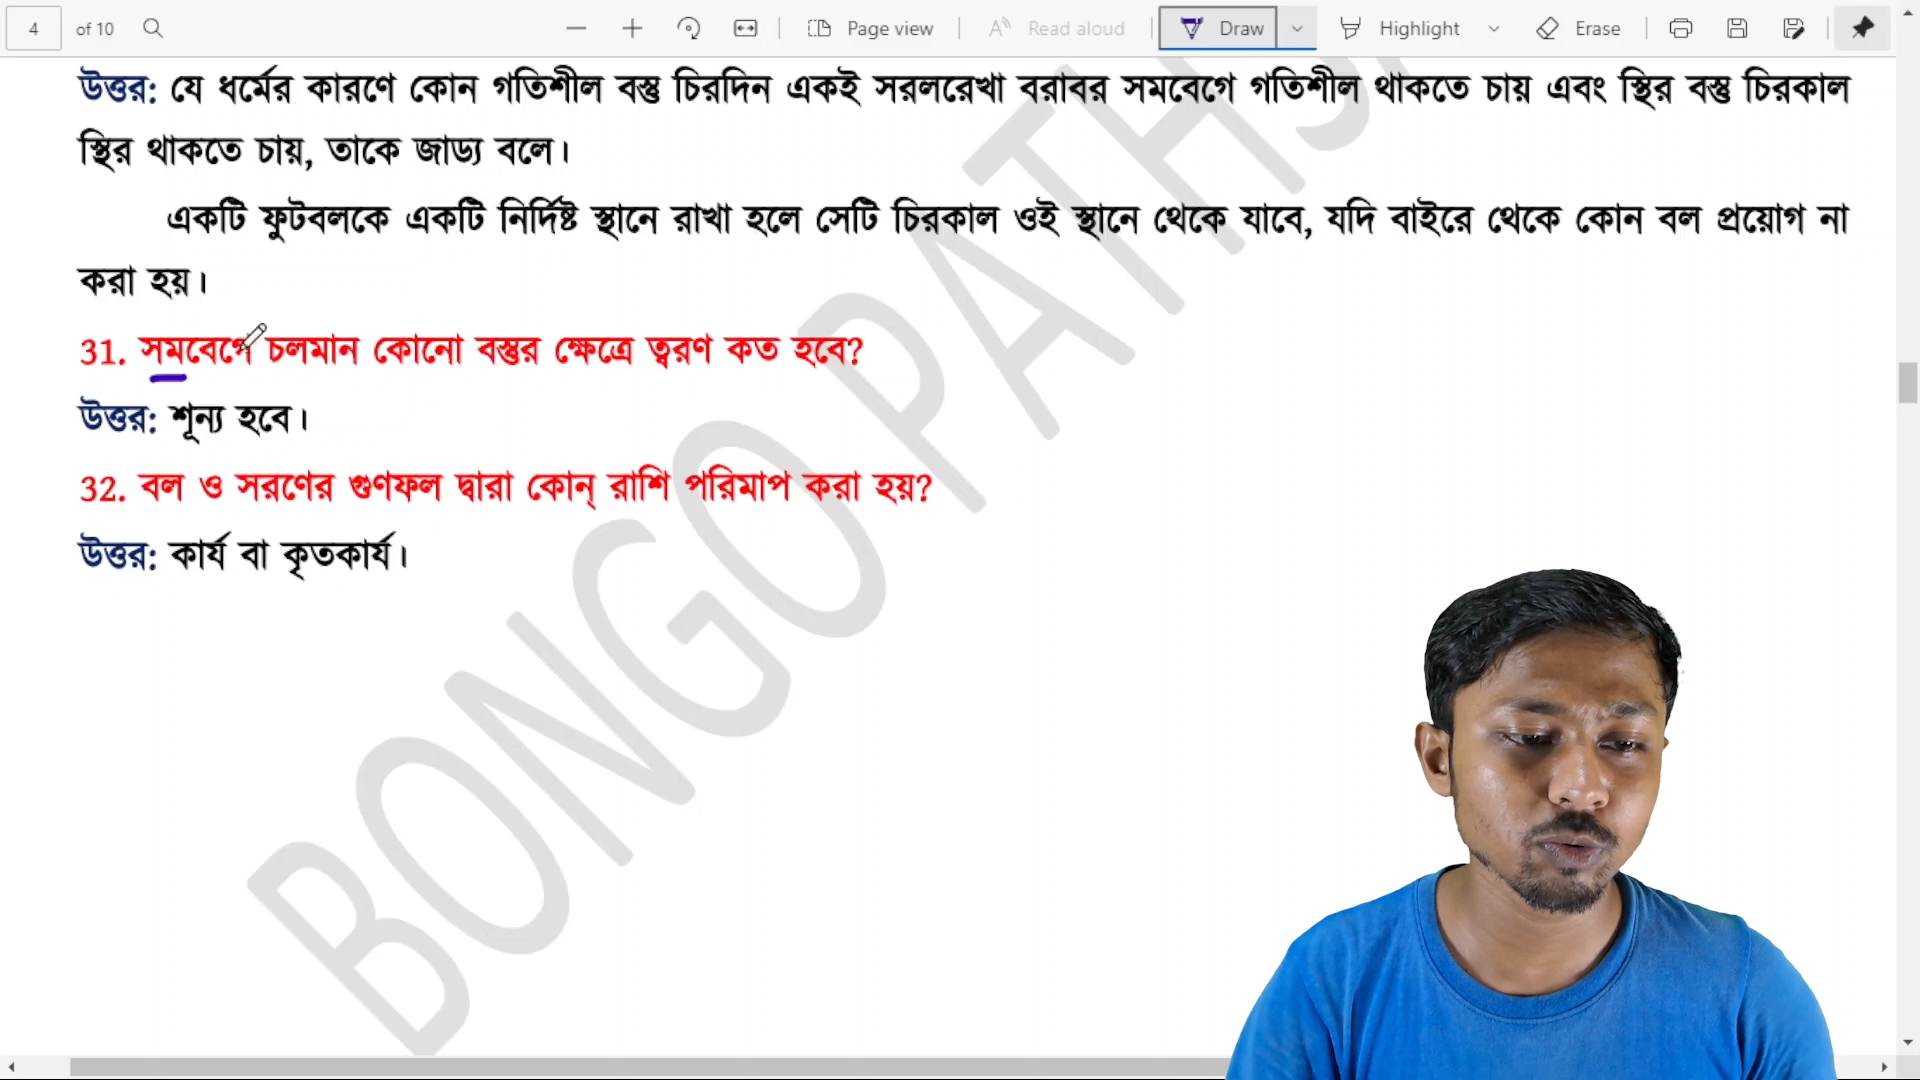 4 of 10 Page view Read aloud Draw Highlight Erase
উত্তর: যে ধর্মের কারণে কোন গতিশীল বস্তু চিরদিন একই সরলরেখা বরাবর সমবেগে গতিশীল থাকতে চায় এবং স্থির বস্তু চিরকাল
স্থির থাকতে চায়, তাকে জাড্য বলে।
একটি ফুটবলকে একটি নির্দিষ্ট স্থানে রাখা হলে সেটি চিরকাল ওই স্থানে থেকে যাবে, যদি বাইরে থেকে কোন বল প্রয়োগ না
করা হয়।
31. সমবেগে চলমান কোনো বস্তুর ক্ষেত্রে ত্বরণ কত হবে?
উত্তর: শূন্য হবে।
32. বল ও সরণের গুণফল দ্বারা কোন্ রাশি পরিমাপ করা হয়?
উত্তর: কার্য বা কৃতকার্য।
BONGO PATHS